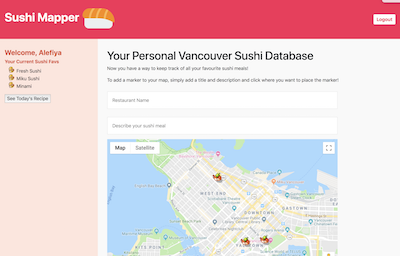 Sushi Mapper
Logout
Welcome, Alefiya
Your Current Sushi Favs:
Fresh Sushi
Miku Sushi
Minami
See Today's Recipe
Your Personal Vancouver Sushi Database
Now you have a way to keep track of all your favourite sushi meals!
To add a marker to your map, simply add a title and description and click where you want to place the marker!
Restaurant Name
Describe your sushi meal
Map
Satellite
WEST END
DOWNTOWN
KITSILANO
FAIRVIEW